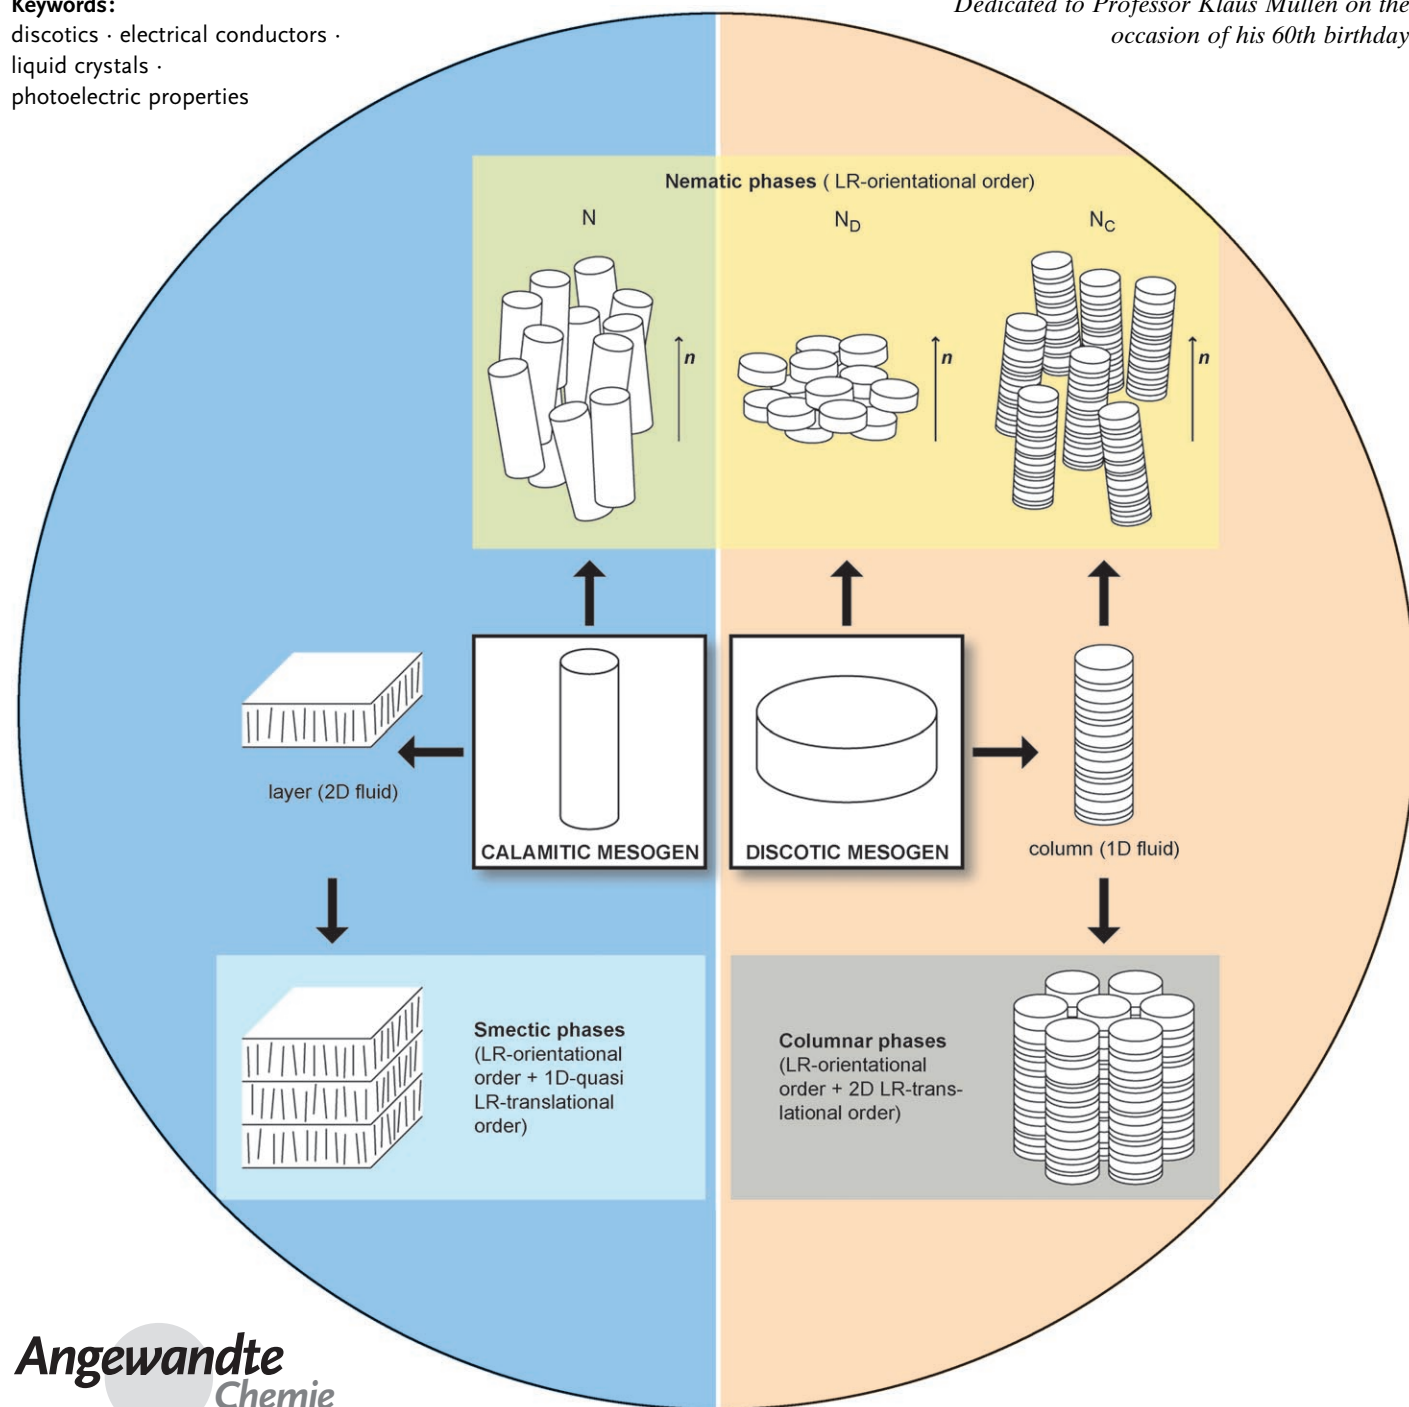 Keywords:
discotics · electrical conductors ·
liquid crystals ·
photoelectric properties
Dedicated to Professor Klaus Müllen on the
occasion of his 60th birthday
Nematic phases ( LR-orientational order)
N
N_D
N_C
n
n
n
layer (2D fluid)
CALAMITIC MESOGEN
DISCOTIC MESOGEN
column (1D fluid)
Smectic phases
(LR-orientational
order + 1D-quasi
LR-translational
order)
Columnar phases
(LR-orientational
order + 2D LR-trans-
lational order)
Angewandte
Chemie